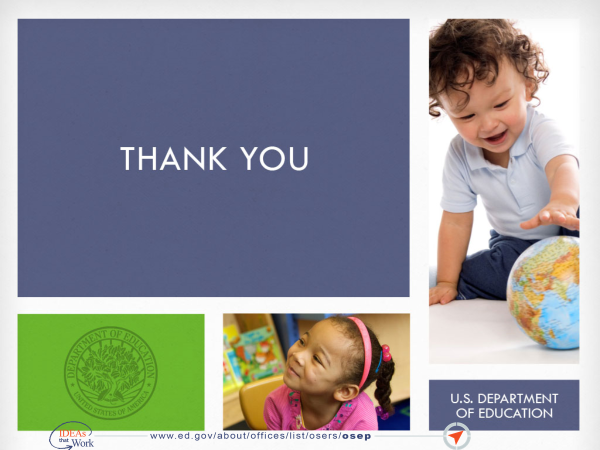 THANK YOU
DEPARTMENT OF EDUCATION
UNITED STATES OF AMERICA
U.S. DEPARTMENT
OF EDUCATION
IDEAs
that
Work
www.ed.gov/about/offices/list/osers/osep